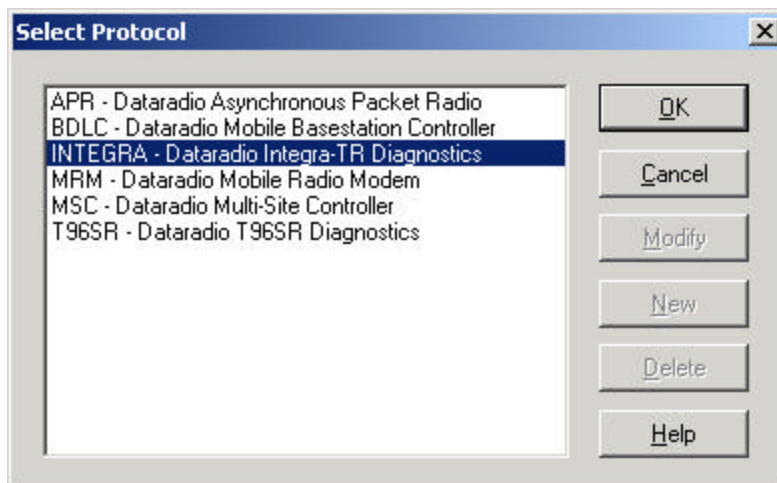 Select Protocol
APR - Dataradio Asynchronous Packet Radio
BDLC - Dataradio Mobile Basestation Controller
INTEGRA - Dataradio Integra-TR Diagnostics
MRM - Dataradio Mobile Radio Modem
MSC - Dataradio Multi-Site Controller
T96SR - Dataradio T96SR Diagnostics
OK
Cancel
Modify
New
Delete
Help